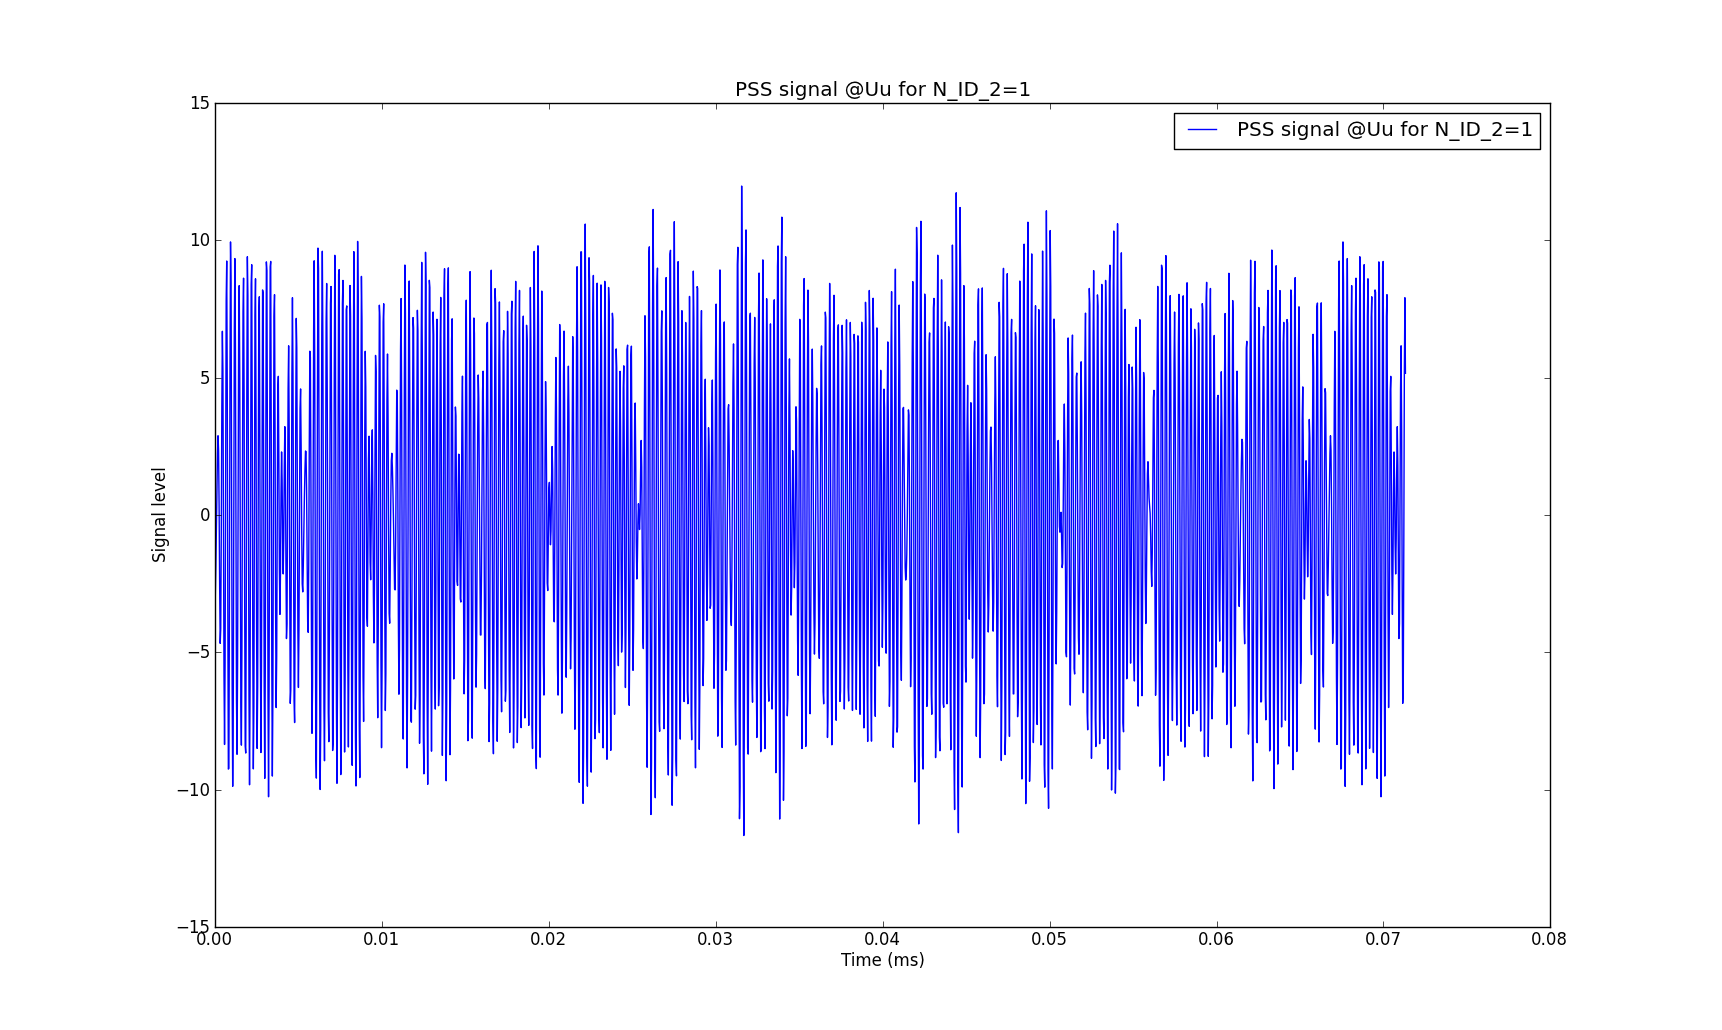 PSS signal @Uu for N_ID_2=1
15
PSS signal @Uu for N_ID_2=1
10
5
0
Signal level
−5
−10
−15
0.00 0.01 0.02 0.03 0.04 0.05 0.06 0.07 0.08
Time (ms)